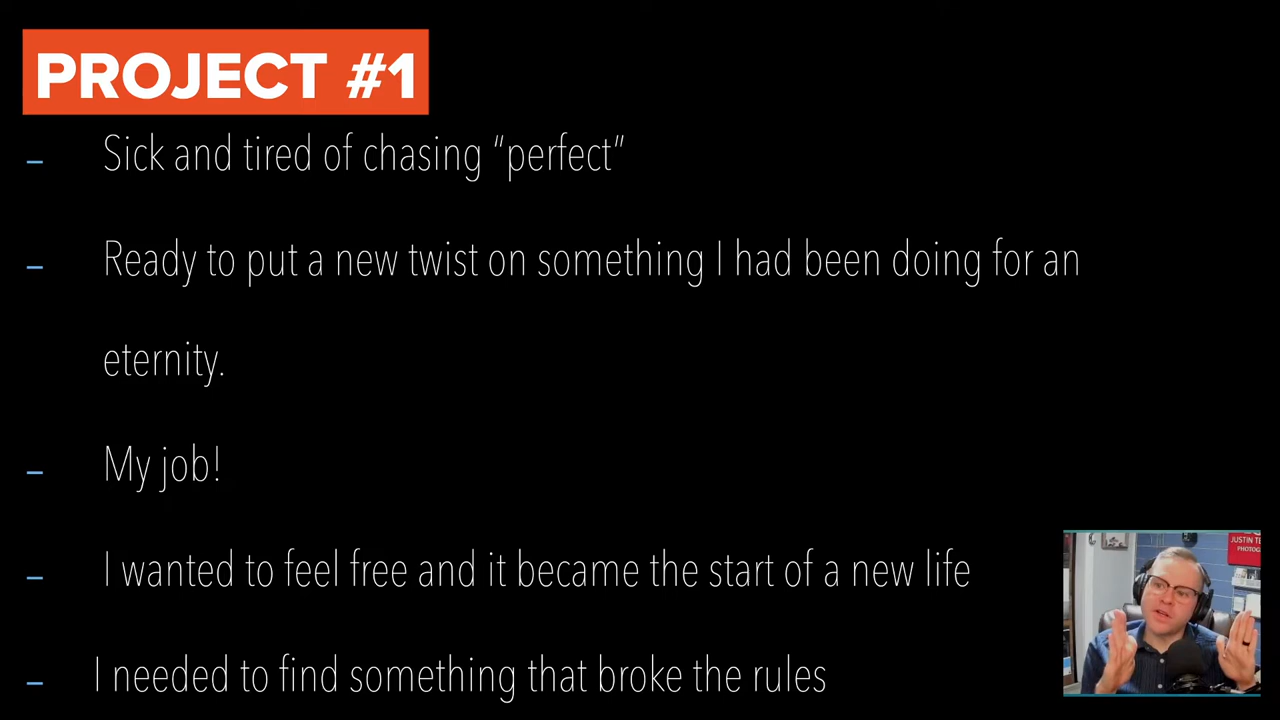 PROJECT #1
– Sick and tired of chasing “perfect”
– Ready to put a new twist on something I had been doing for an
eternity.
– My job!
– I wanted to feel free and it became the start of a new life
– I needed to find something that broke the rules
JUSTIN